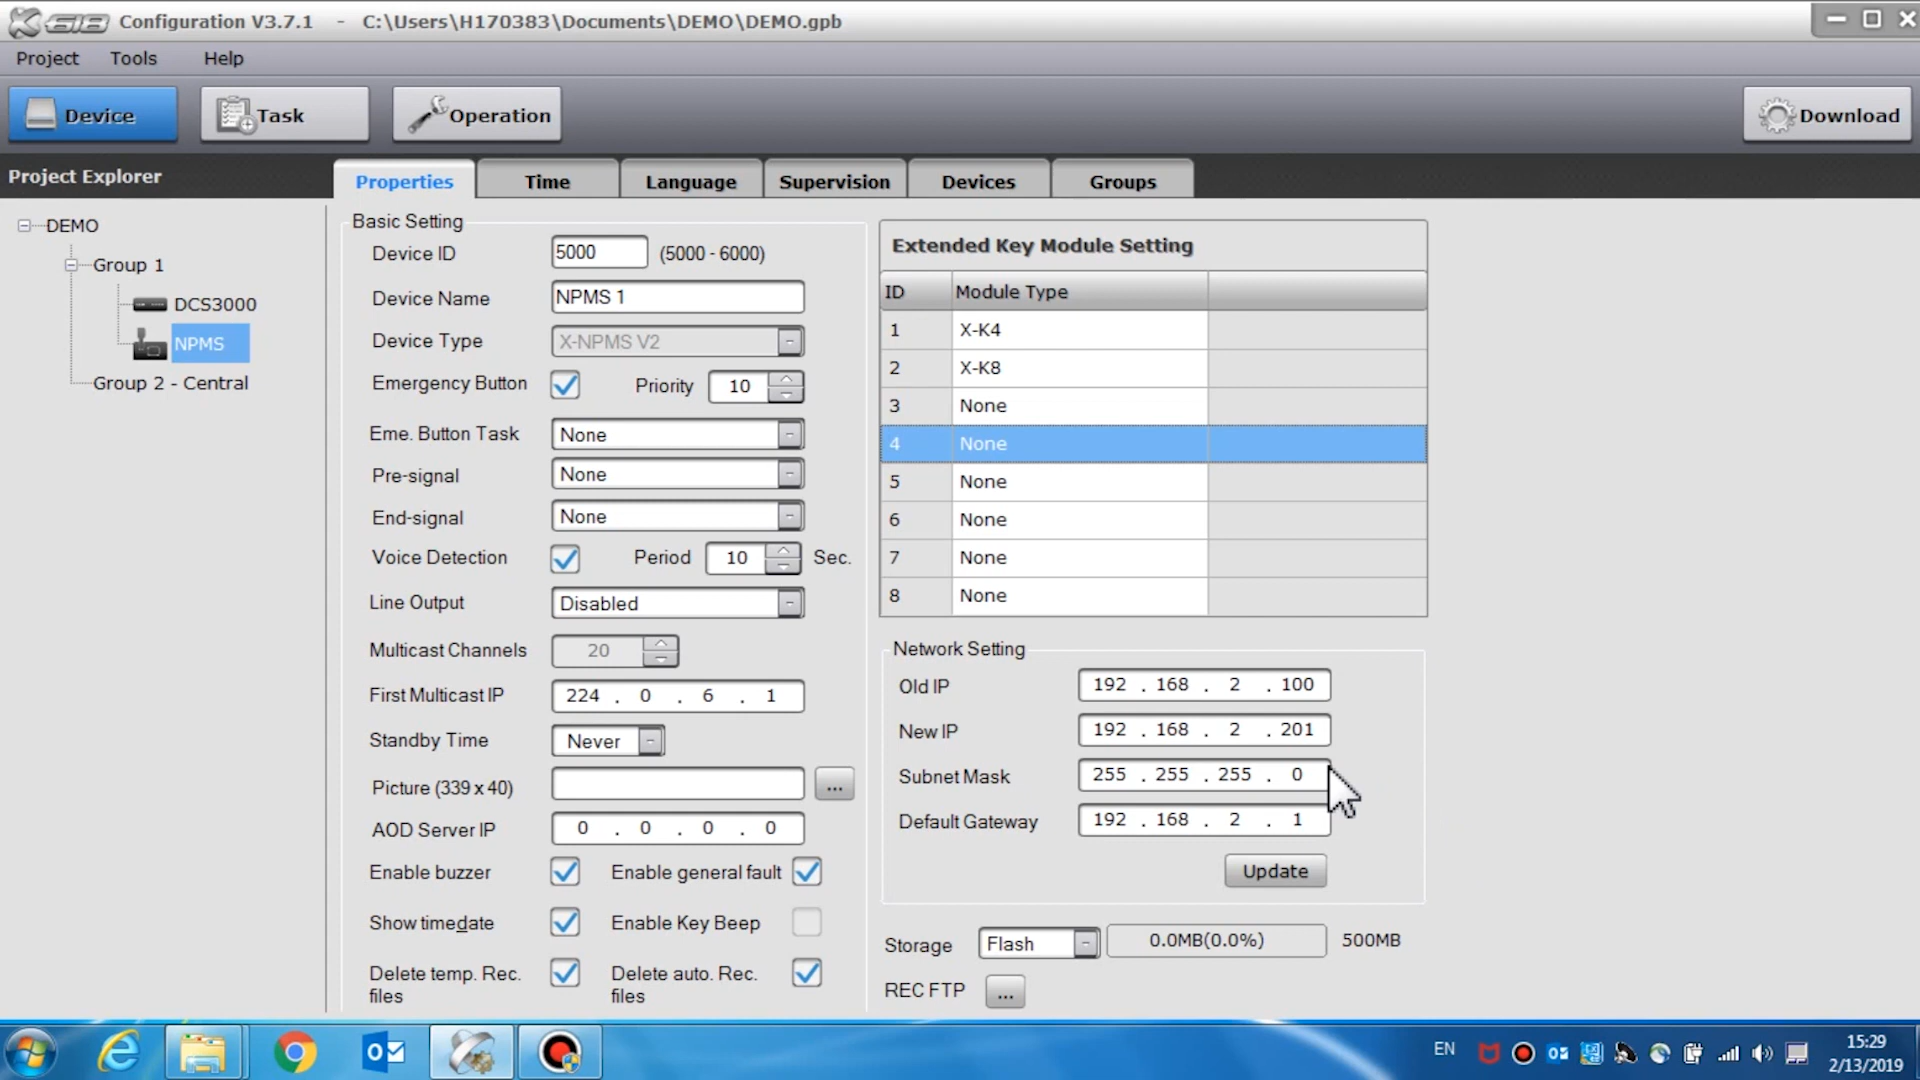 X-618 Configuration V3.7.1 - C:\Users\H170383\Documents\DEMO\DEMO.gpb
Project Tools Help
Device Task Operation Download
Project Explorer
Properties Time Language Supervision Devices Groups
DEMO
Group 1
DCS3000
NPMS
Group 2 - Central
Basic Setting
Device ID 5000 (5000 - 6000)
Device Name NPMS 1
Device Type X-NPMS V2
Emergency Button Priority 10
Eme. Button Task None
Pre-signal None
End-signal None
Voice Detection Period 10 Sec.
Line Output Disabled
Multicast Channels 20
First Multicast IP 224 . 0 . 6 . 1
Standby Time Never
Picture (339 x 40) ...
AOD Server IP 0 . 0 . 0 . 0
Enable buzzer Enable general fault
Show timedate Enable Key Beep
Delete temp. Rec. files Delete auto. Rec. files
Extended Key Module Setting
ID Module Type
1 X-K4
2 X-K8
3 None
4 None
5 None
6 None
7 None
8 None
Network Setting
Old IP 192 . 168 . 2 . 100
New IP 192 . 168 . 2 . 201
Subnet Mask 255 . 255 . 255 . 0
Default Gateway 192 . 168 . 2 . 1
Update
Storage Flash 0.0MB(0.0%) 500MB
REC FTP ...
EN
15:29
2/13/2019